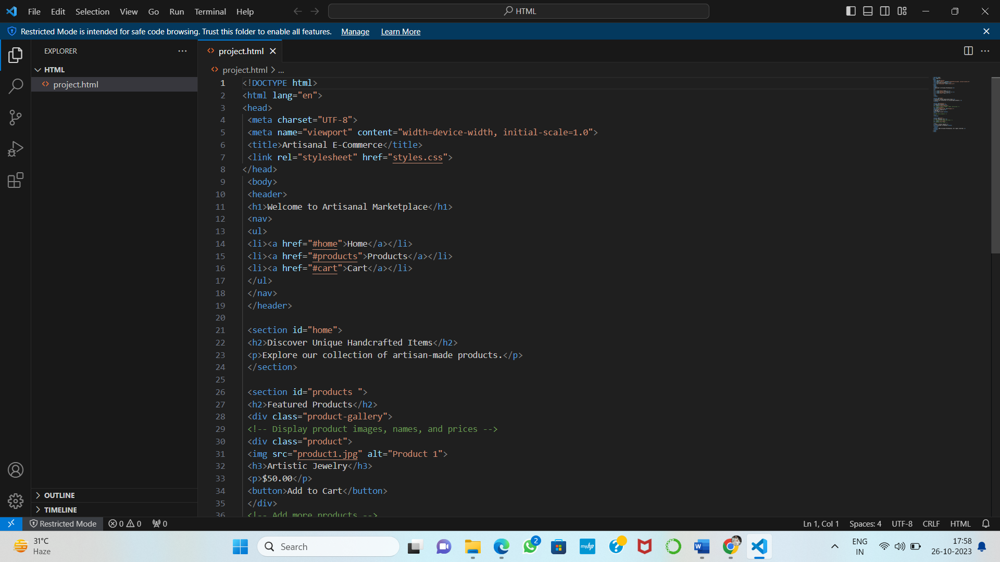 File Edit Selection View Go Run Terminal Help
HTML
Restricted Mode is intended for safe code browsing. Trust this folder to enable all features. Manage Learn More
EXPLORER
HTML
project.html
OUTLINE
TIMELINE
project.html
project.html > ...
1 <!DOCTYPE html>
2 <html lang="en">
3 <head>
4 <meta charset="UTF-8">
5 <meta name="viewport" content="width=device-width, initial-scale=1.0">
6 <title>Artisanal E-Commerce</title>
7 <link rel="stylesheet" href="styles.css">
8 </head>
9 <body>
10 <header>
11 <h1>Welcome to Artisanal Marketplace</h1>
12 <nav>
13 <ul>
14 <li><a href="#home">Home</a></li>
15 <li><a href="#products">Products</a></li>
16 <li><a href="#cart">Cart</a></li>
17 </ul>
18 </nav>
19 </header>
20
21 <section id="home">
22 <h2>Discover Unique Handcrafted Items</h2>
23 <p>Explore our collection of artisan-made products.</p>
24 </section>
25
26 <section id="products ">
27 <h2>Featured Products</h2>
28 <div class="product-gallery">
29 <!-- Display product images, names, and prices -->
30 <div class="product">
31 <img src="product1.jpg" alt="Product 1">
32 <h3>Artistic Jewelry</h3>
33 <p>$50.00</p>
34 <button>Add to Cart</button>
35 </div>
36 <!-- Add more products -->
Restricted Mode 0 0 0
Ln 1, Col 1 Spaces: 4 UTF-8 CRLF HTML
31°C
Haze
Search
2
myhp
ENG
IN
17:58
26-10-2023